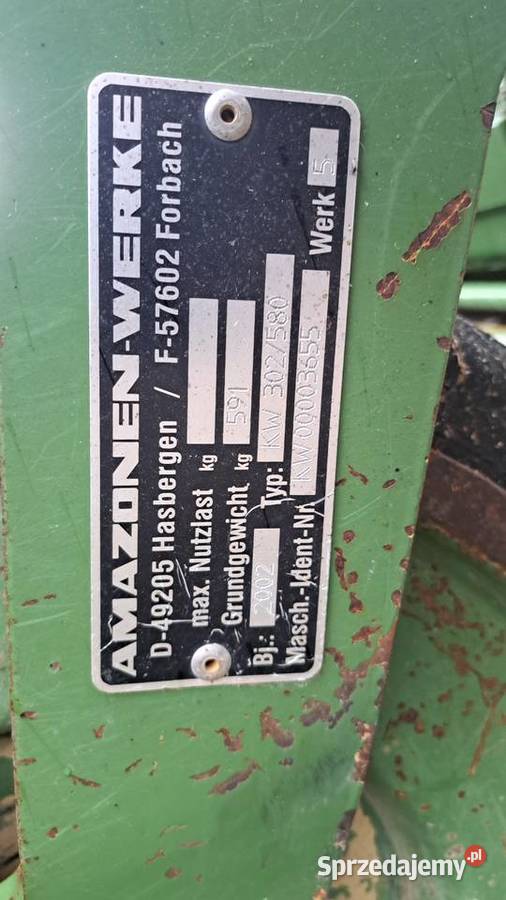 AMAZONEN-WERKE
D-49205 Hasbergen / F-57602 Forbach
max. Nutzlast kg
Grundgewicht kg 591
Bj.: 2002 Typ: KW 302/580
Masch.-Ident-Nr. KW00003655 Werk 5
Sprzedajemy.pl